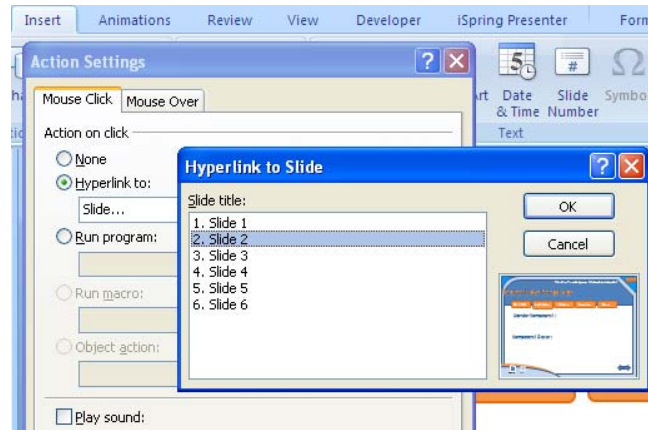 Insert Animations Review View Developer iSpring Presenter Form
Action Settings
Art Date Slide Symbo
& Time Number
Text
Mouse Click Mouse Over
Action on click
None
Hyperlink to:
Slide...
Run program:
Run macro:
Object action:
Play sound:
Hyperlink to Slide
Slide title:
1. Slide 1
2. Slide 2
3. Slide 3
4. Slide 4
5. Slide 5
6. Slide 6
OK
Cancel